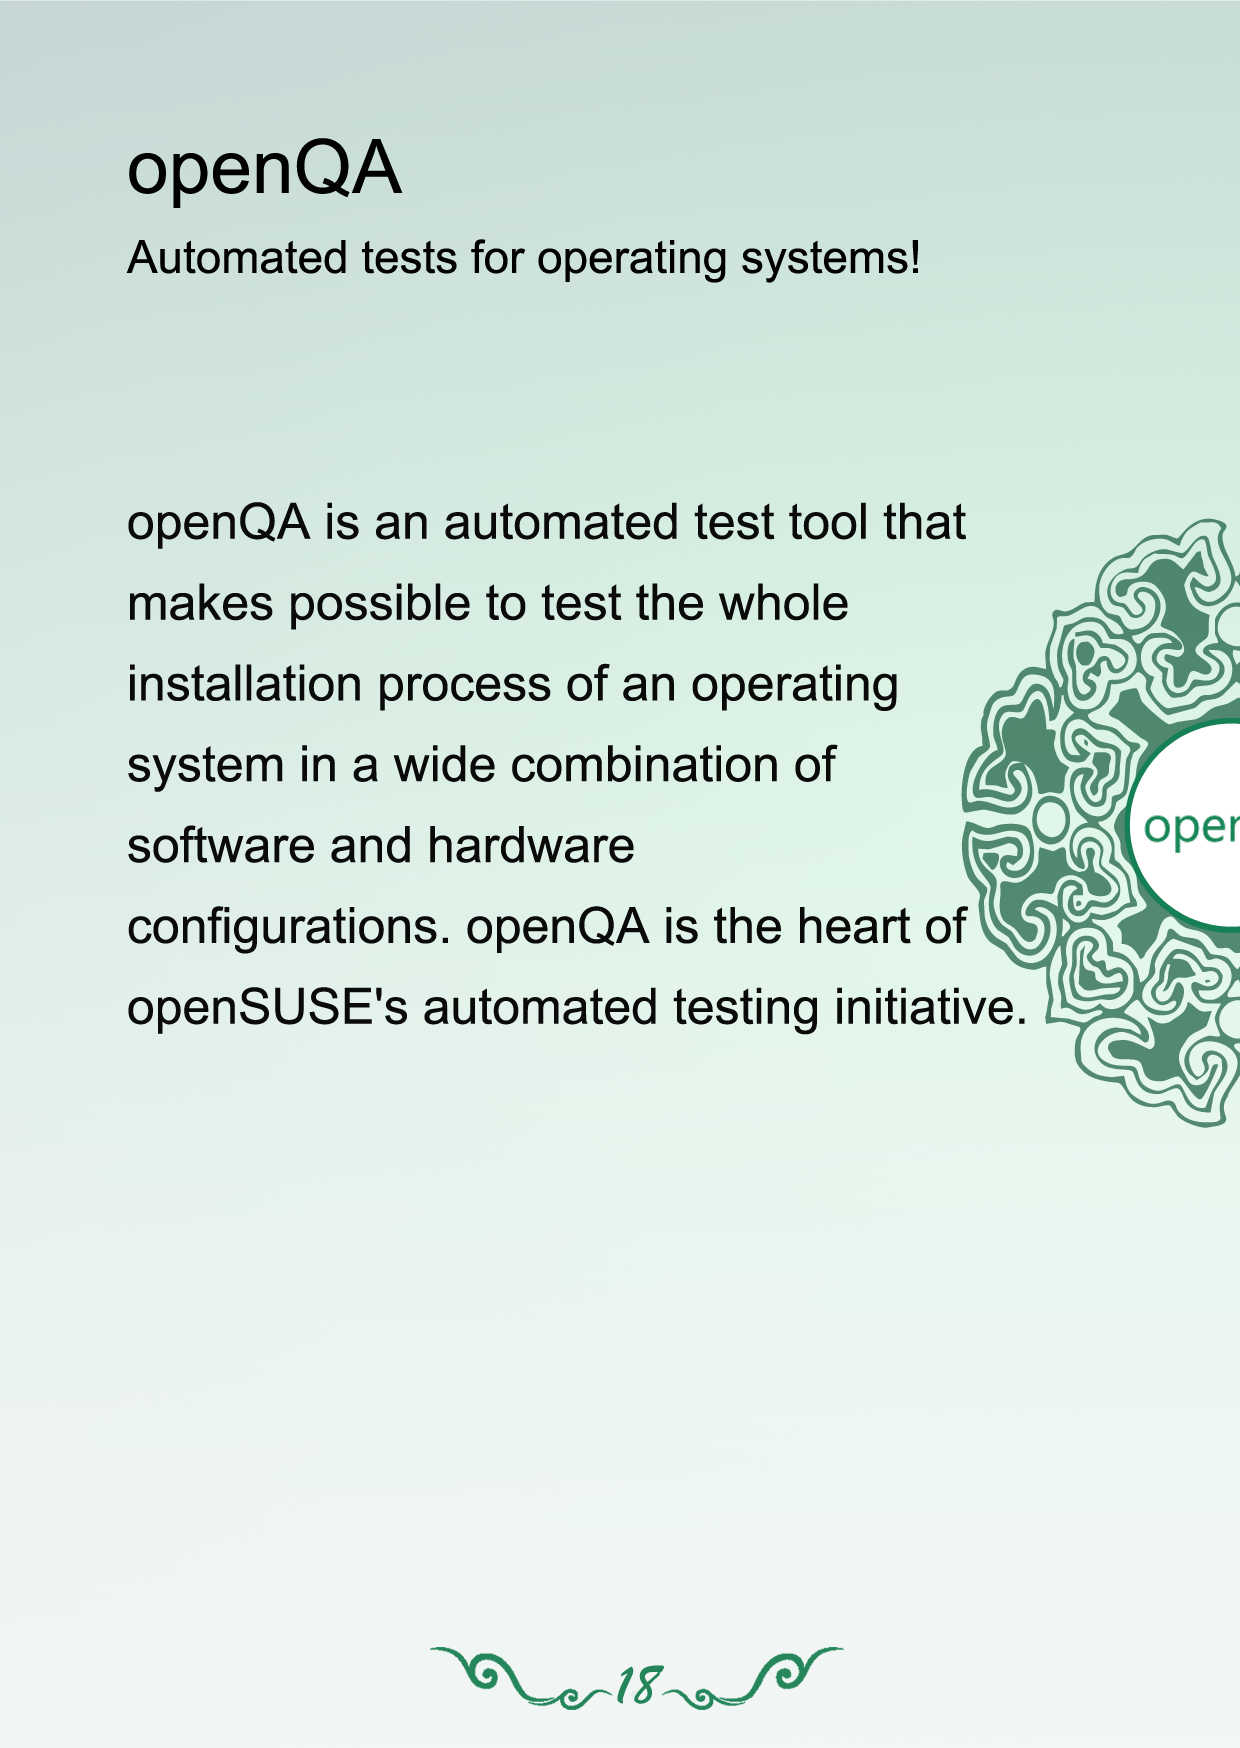 openQA
Automated tests for operating systems!
openQA is an automated test tool that
makes possible to test the whole
installation process of an operating
system in a wide combination of
software and hardware
configurations. openQA is the heart of
openSUSE's automated testing initiative.
open
18